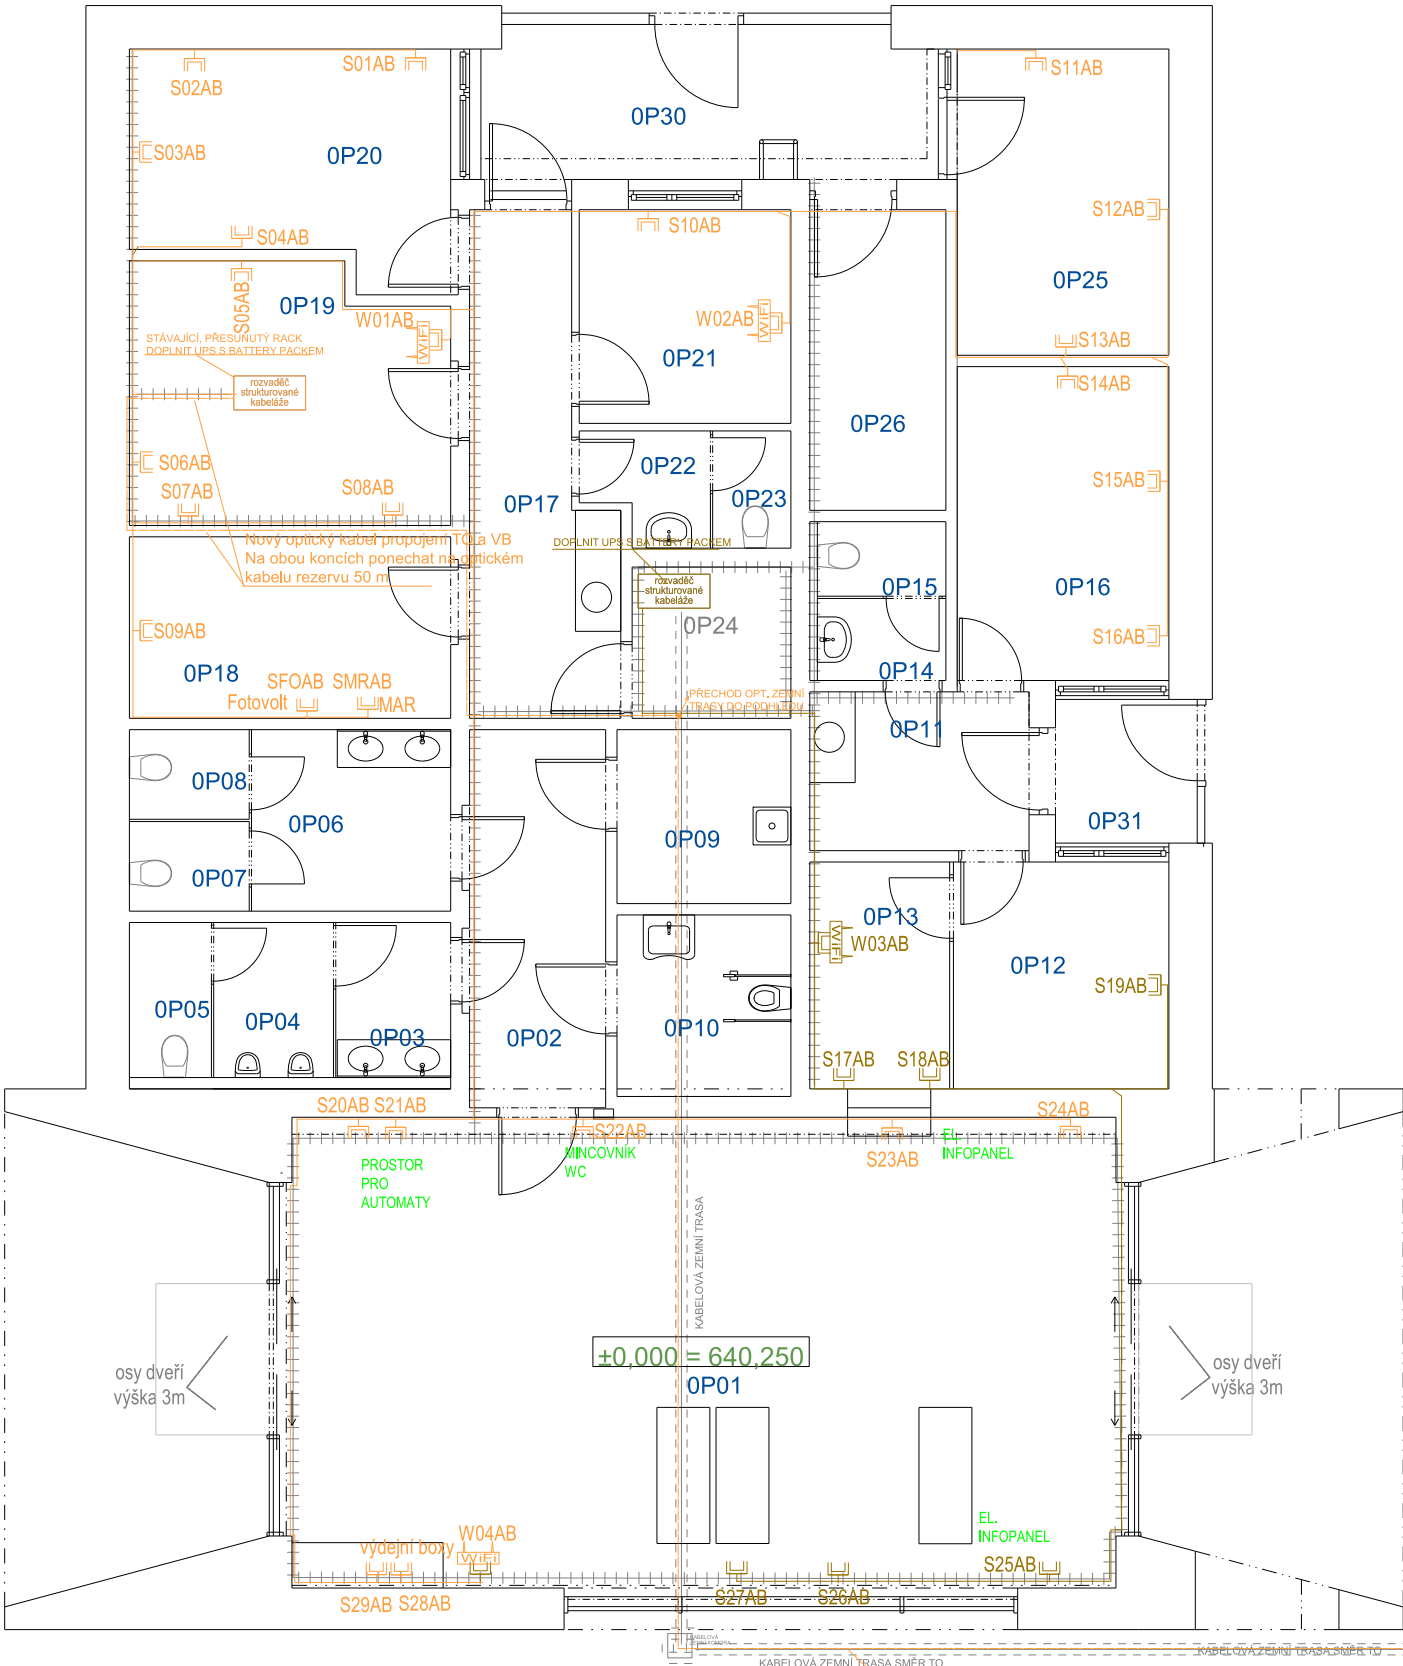 S02AB
S01AB
S11AB
0P30
S03AB
0P20
S12AB
S04AB
S10AB
0P25
S05AB
0P19
W01AB
WiFi
W02AB
WiFi
STÁVAJÍCÍ, PŘESUNUTÝ RACK
DOPLNIT UPS S BATTERY PACKEM
S13AB
0P21
rozvaděč
strukturované
kabeláže
S14AB
0P26
S06AB
0P22
S15AB
S07AB
S08AB
0P17
0P23
Nový optický kabel propojení TO a VB
Na obou koncích ponechat na optickém
kabelu rezervu 50 m
DOPLNIT UPS S BATTERY PACKEM
rozvaděč
strukturované
kabeláže
0P15
0P16
0P24
S09AB
S16AB
0P18
0P14
SFOAB SMRAB
Fotovolt
MAR
PŘECHOD OPT. ZEMNÍ
TRASY DO PODHLEDU
0P11
0P08
0P06
0P09
0P31
0P07
0P13
W03AB
WiFi
0P12
S19AB
0P05
0P04
0P03
0P02
0P10
S17AB
S18AB
S20AB S21AB
S22AB
S24AB
S23AB
MINCOVNÍK
WC
EL.
INFOPANEL
PROSTOR
PRO
AUTOMATY
KABELOVÁ ZEMNÍ TRASA
±0,000 = 640,250
0P01
osy dveří
výška 3m
osy dveří
výška 3m
EL.
INFOPANEL
W04AB
WiFi
výdejní boxy
S25AB
S29AB S28AB
S27AB
S26AB
KABELOVÁ
ZEMNÍ KOMORA
KABELOVÁ ZEMNÍ TRASA SMĚR TO
KABELOVÁ ZEMNÍ TRASA SMĚR TO